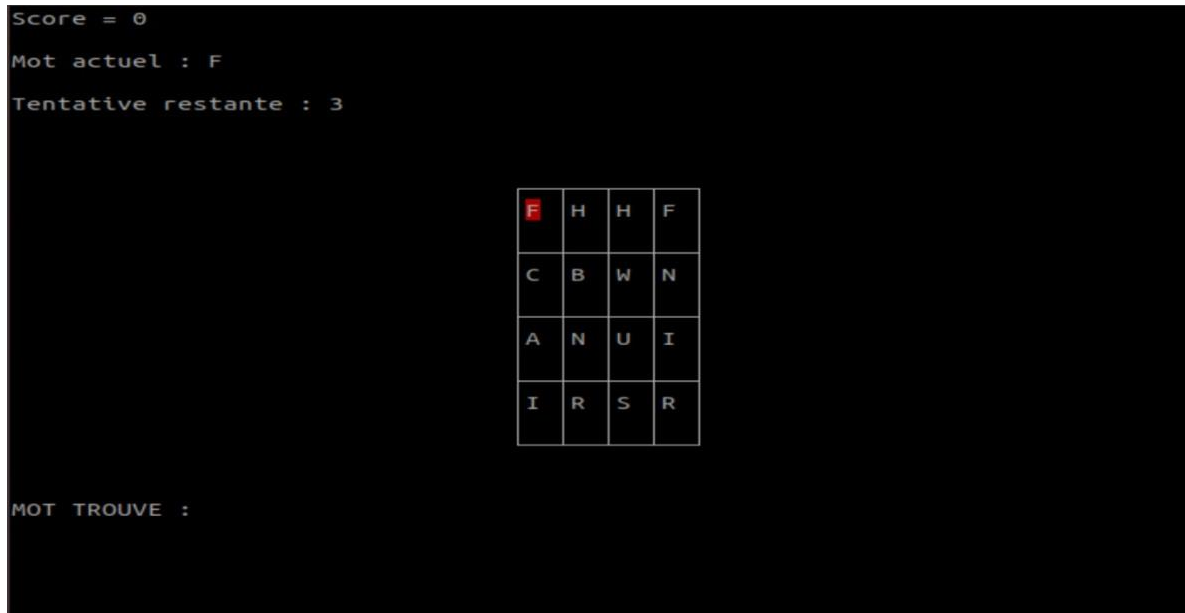 Score = 0
Mot actuel : F
Tentative restante : 3
F H H F
C B W N
A N U I
I R S R
MOT TROUVE :